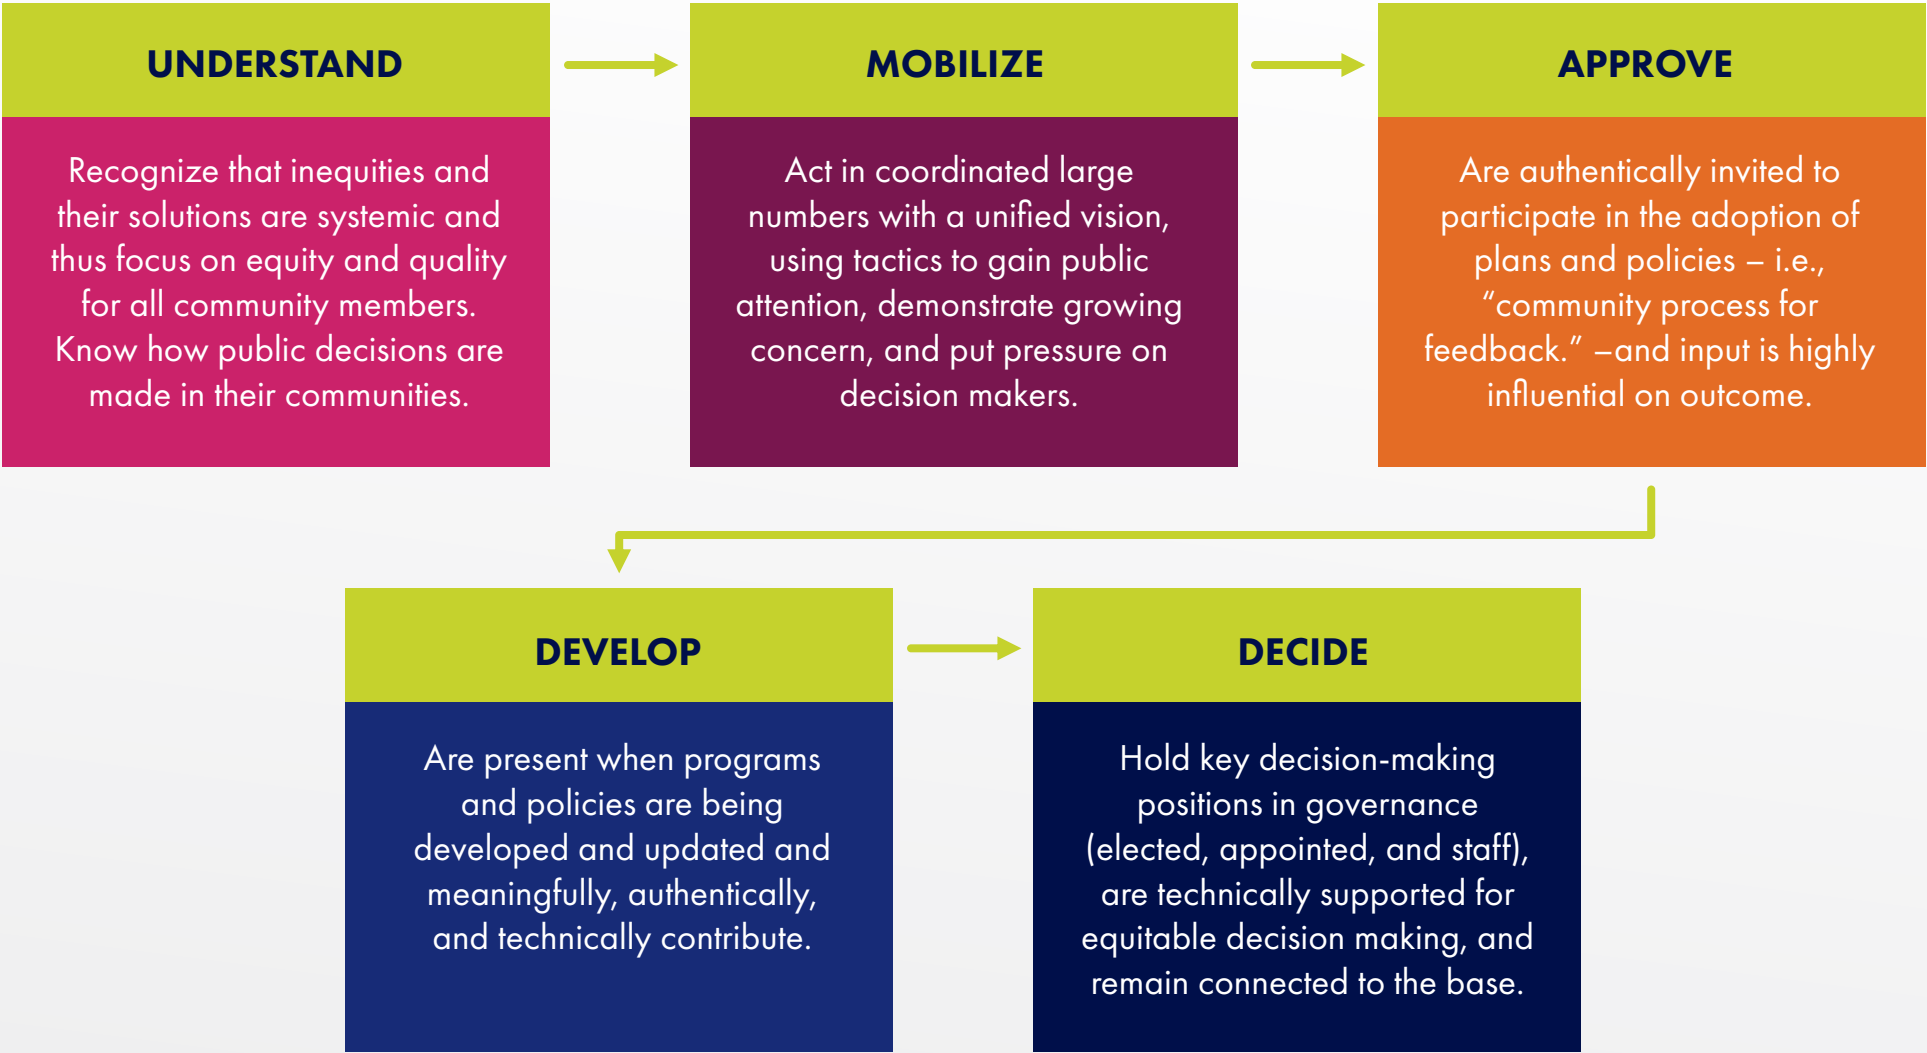 UNDERSTAND
Recognize that inequities and
their solutions are systemic and
thus focus on equity and quality
for all community members.
Know how public decisions are
made in their communities.
MOBILIZE
Act in coordinated large
numbers with a unified vision,
using tactics to gain public
attention, demonstrate growing
concern, and put pressure on
decision makers.
APPROVE
Are authentically invited to
participate in the adoption of
plans and policies – i.e.,
“community process for
feedback.” –and input is highly
influential on outcome.
DEVELOP
Are present when programs
and policies are being
developed and updated and
meaningfully, authentically,
and technically contribute.
DECIDE
Hold key decision-making
positions in governance
(elected, appointed, and staff),
are technically supported for
equitable decision making, and
remain connected to the base.